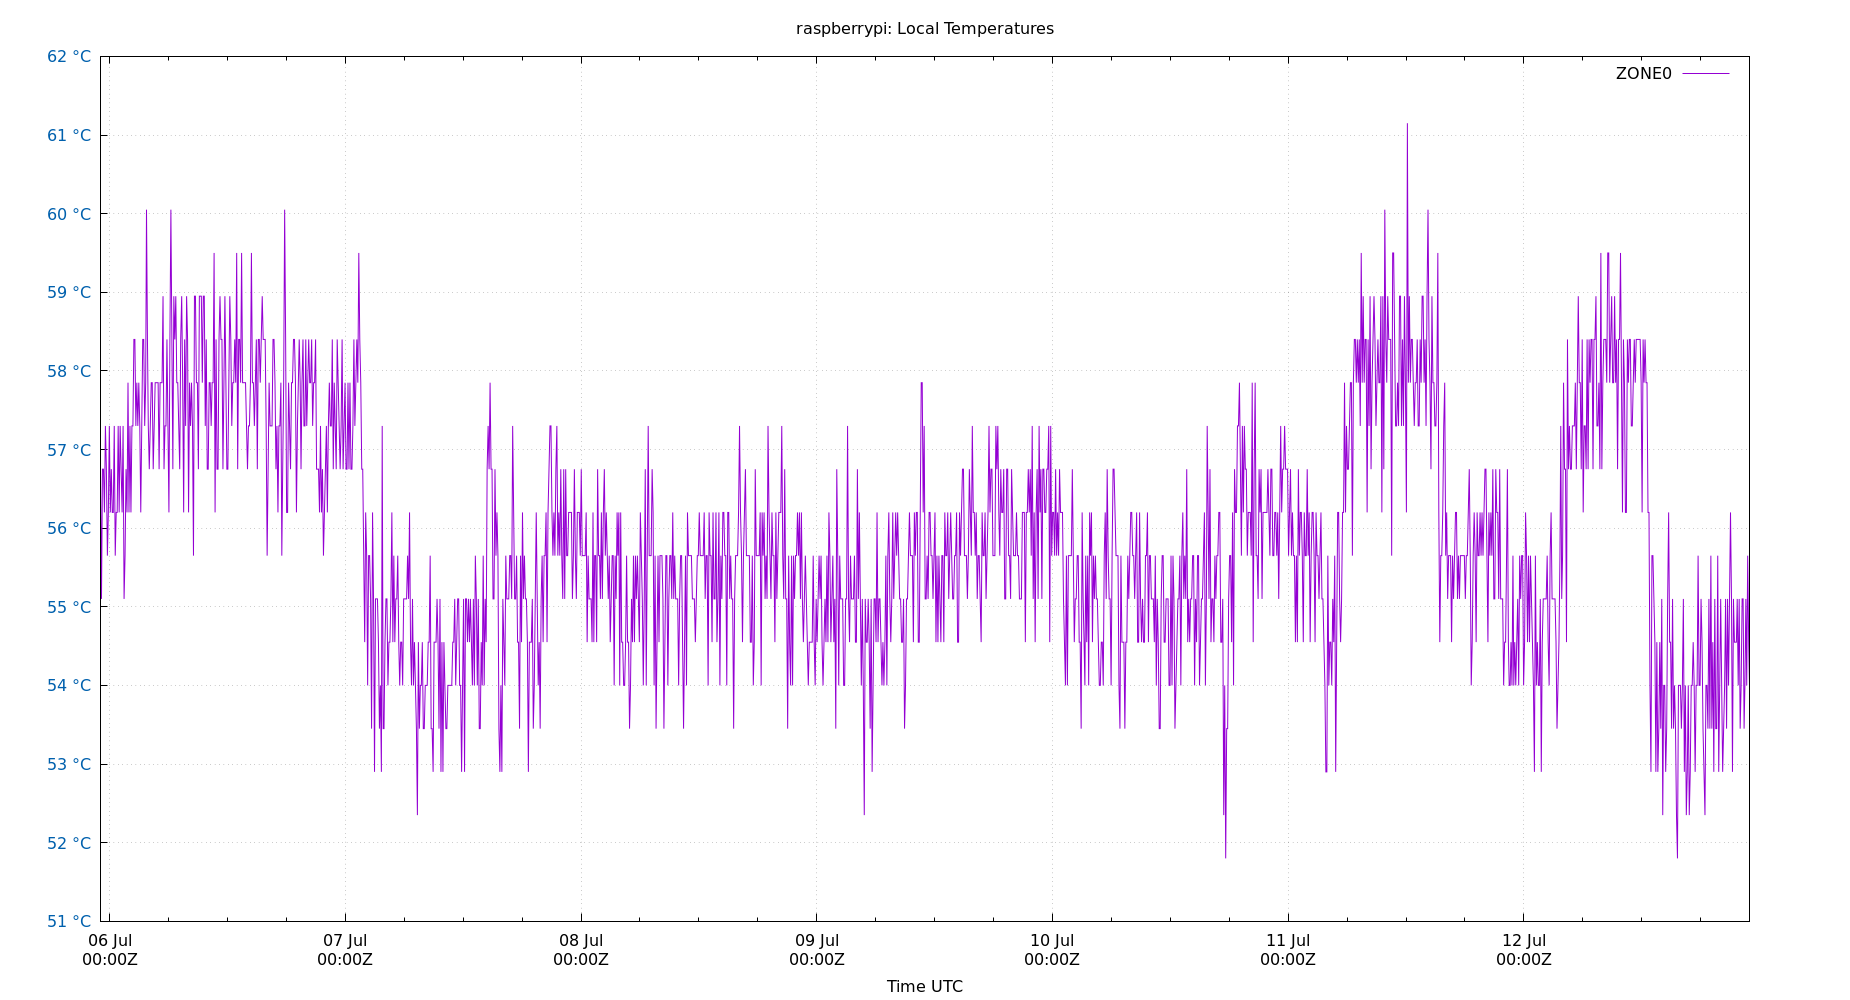 raspberrypi: Local Temperatures
62 °C
ZONE0
61 °C
60 °C
59 °C
58 °C
57 °C
56 °C
55 °C
54 °C
53 °C
52 °C
51 °C
06 Jul 07 Jul 08 Jul 09 Jul 10 Jul 11 Jul 12 Jul
00:00Z 00:00Z 00:00Z 00:00Z 00:00Z 00:00Z 00:00Z
Time UTC